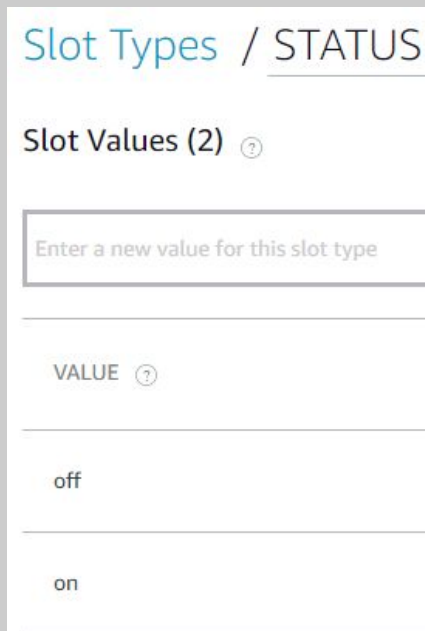 Slot Types / STATUS
Slot Values (2) ?
Enter a new value for this slot type
VALUE ?
off
on